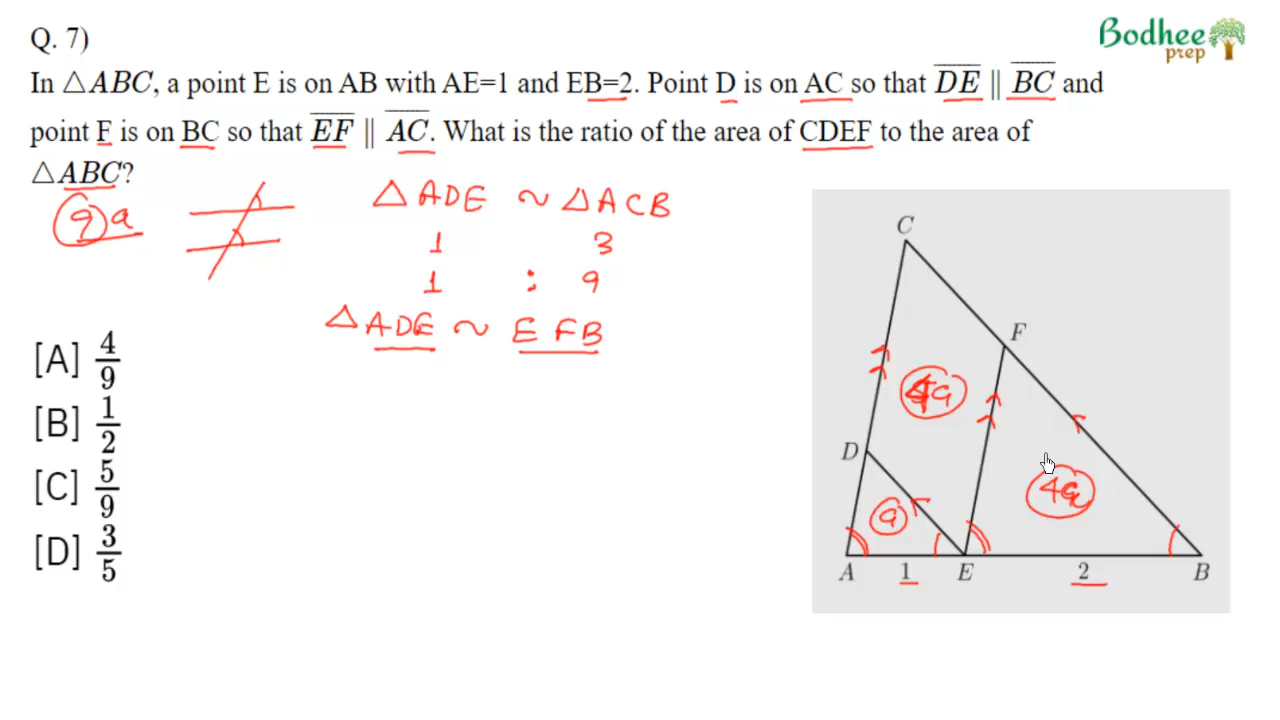 Q. 7)
Bodhee
prep
In △ABC, a point E is on AB with AE=1 and EB=2. Point D is on AC so that DE ∥ BC and
point F is on BC so that EF ∥ AC. What is the ratio of the area of CDEF to the area of
△ABC?
9a
△ADE ~ △ACB
1 3
1 : 9
△ADE ~ EFB
[A] 4/9
[B] 1/2
[C] 5/9
[D] 3/5
C
F
4a
D
a
4a
A 1 E 2 B